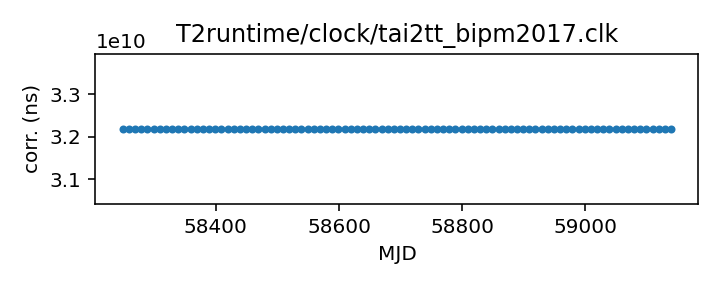 T2runtime/clock/tai2tt_bipm2017.clk
1e10
3.3
3.2
3.1
corr. (ns)
58400 58600 58800 59000
MJD